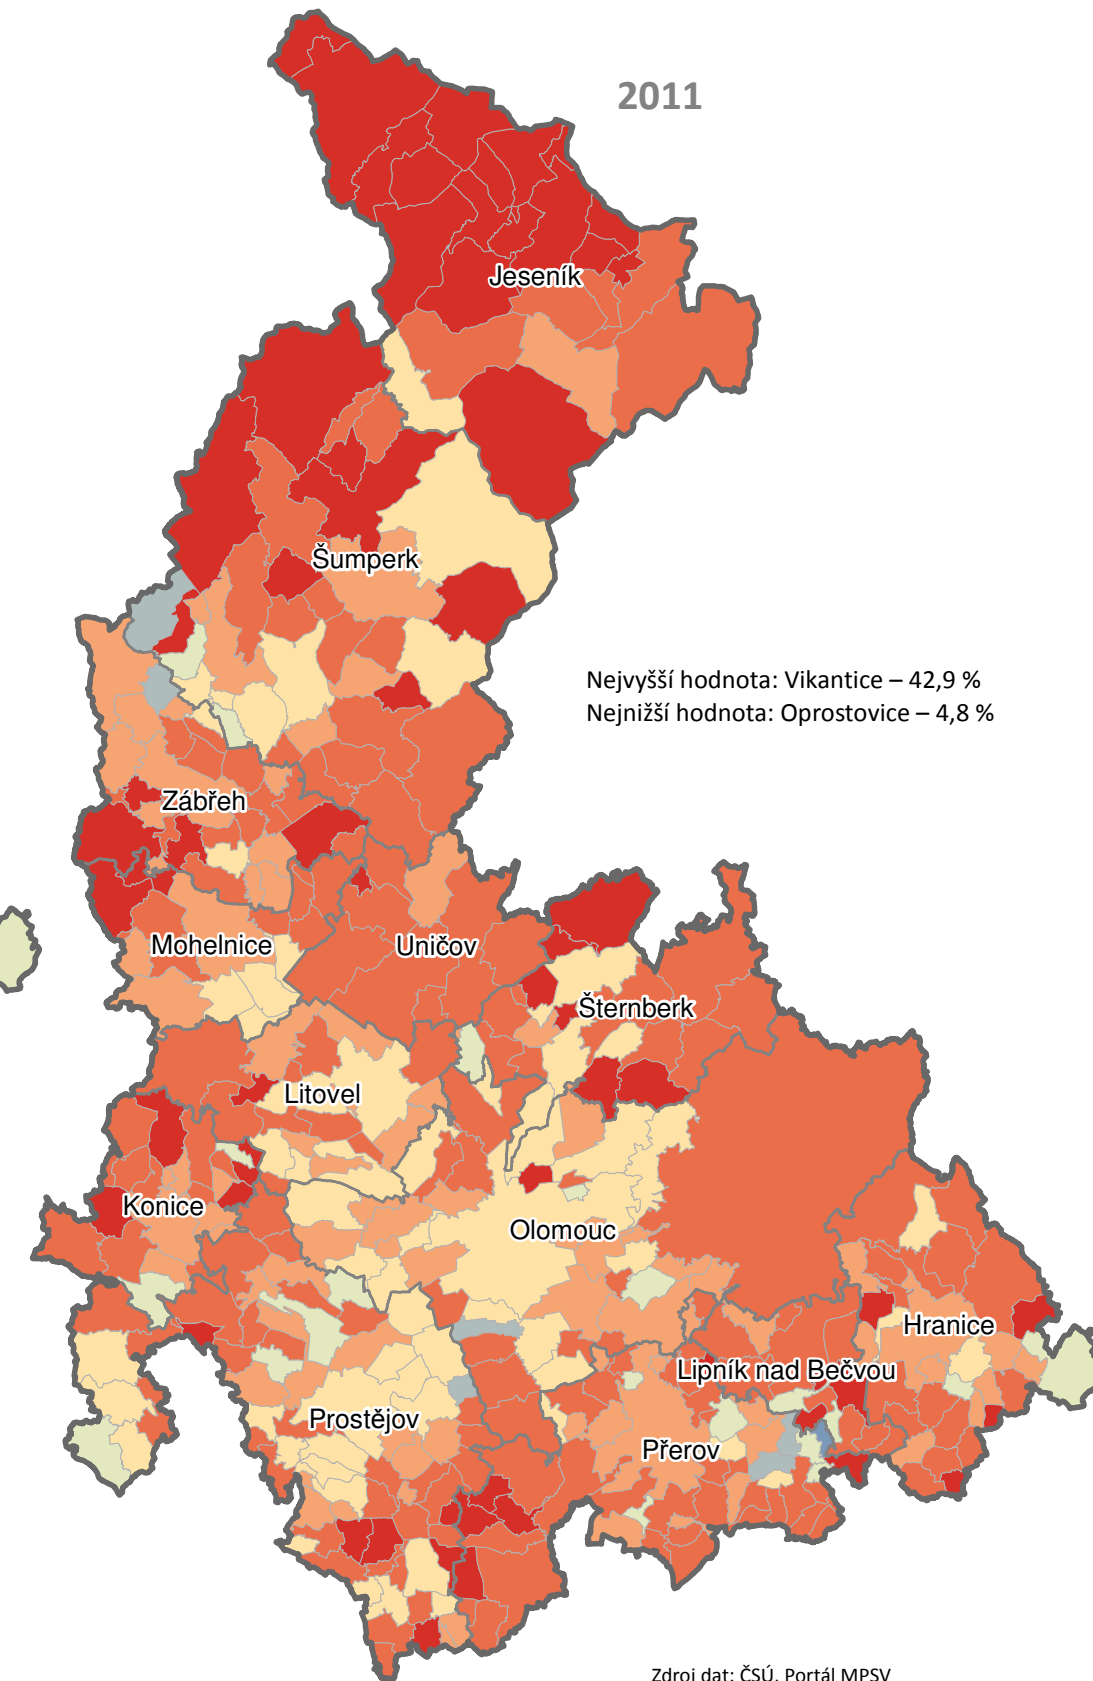 2011
Jeseník
Šumperk
Nejvyšší hodnota: Vikantice – 42,9 %
Nejnižší hodnota: Oprostovice – 4,8 %
Zábřeh
Mohelnice
Uničov
Šternberk
Litovel
Konice
Olomouc
Hranice
Lipník nad Bečvou
Prostějov
Přerov
Zdroj dat: ČSÚ, Portál MPSV